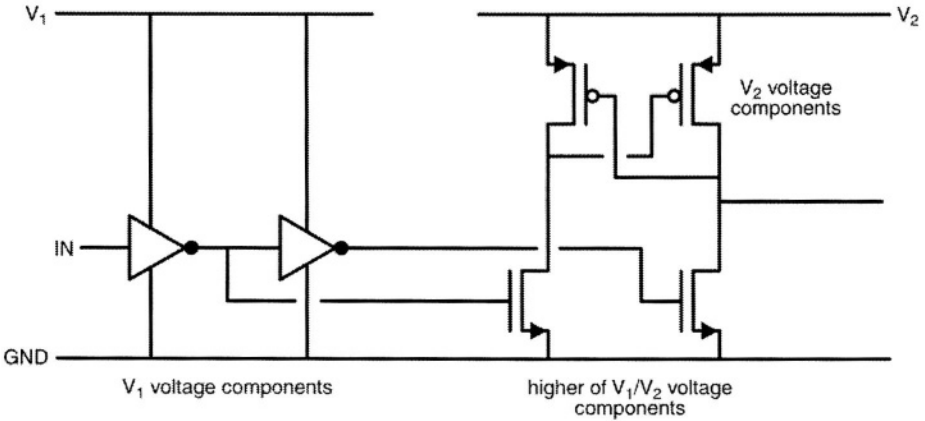 V₁
V₂
V₂ voltage
components
IN
GND
V₁ voltage components
higher of V₁/V₂ voltage
components